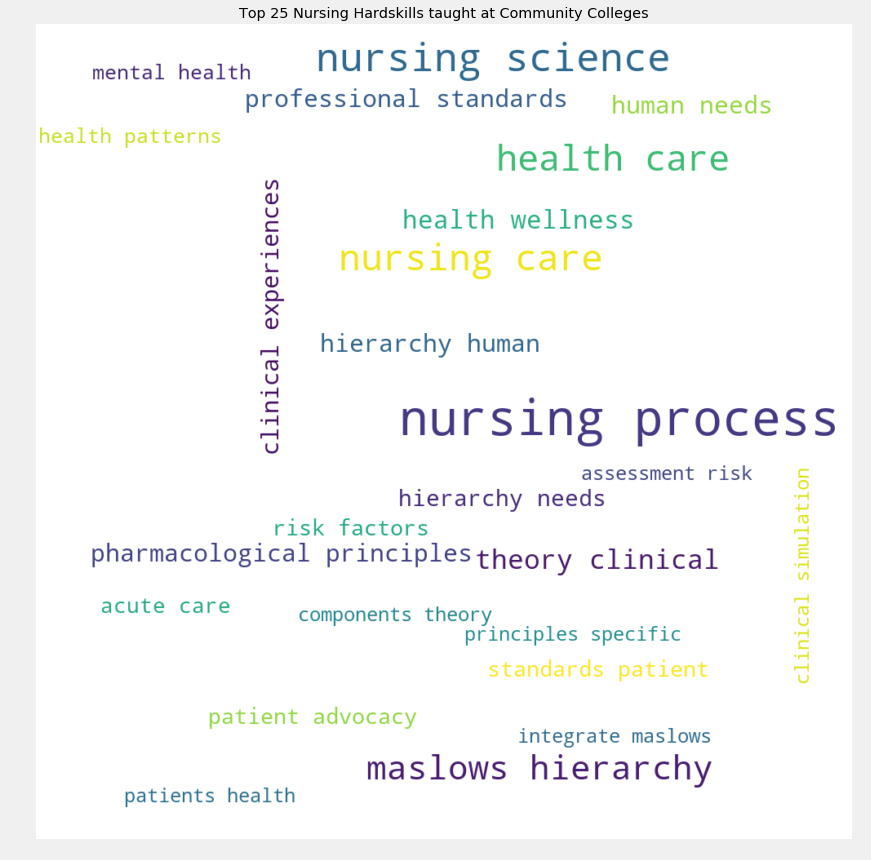 Top 25 Nursing Hardskills taught at Community Colleges
nursing science
mental health
professional standards
human needs
health patterns
health care
clinical experiences
health wellness
nursing care
hierarchy human
nursing process
assessment risk
clinical simulation
hierarchy needs
risk factors
pharmacological principles
theory clinical
acute care
components theory
principles specific
standards patient
patient advocacy
integrate maslows
maslows hierarchy
patients health